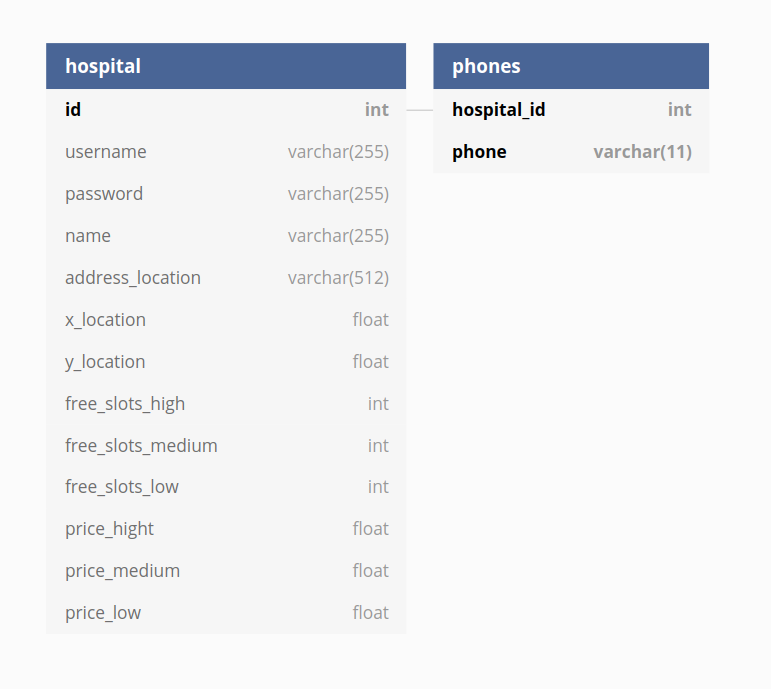 hospital
id int
username varchar(255)
password varchar(255)
name varchar(255)
address_location varchar(512)
x_location float
y_location float
free_slots_high int
free_slots_medium int
free_slots_low int
price_hight float
price_medium float
price_low float
phones
hospital_id int
phone varchar(11)